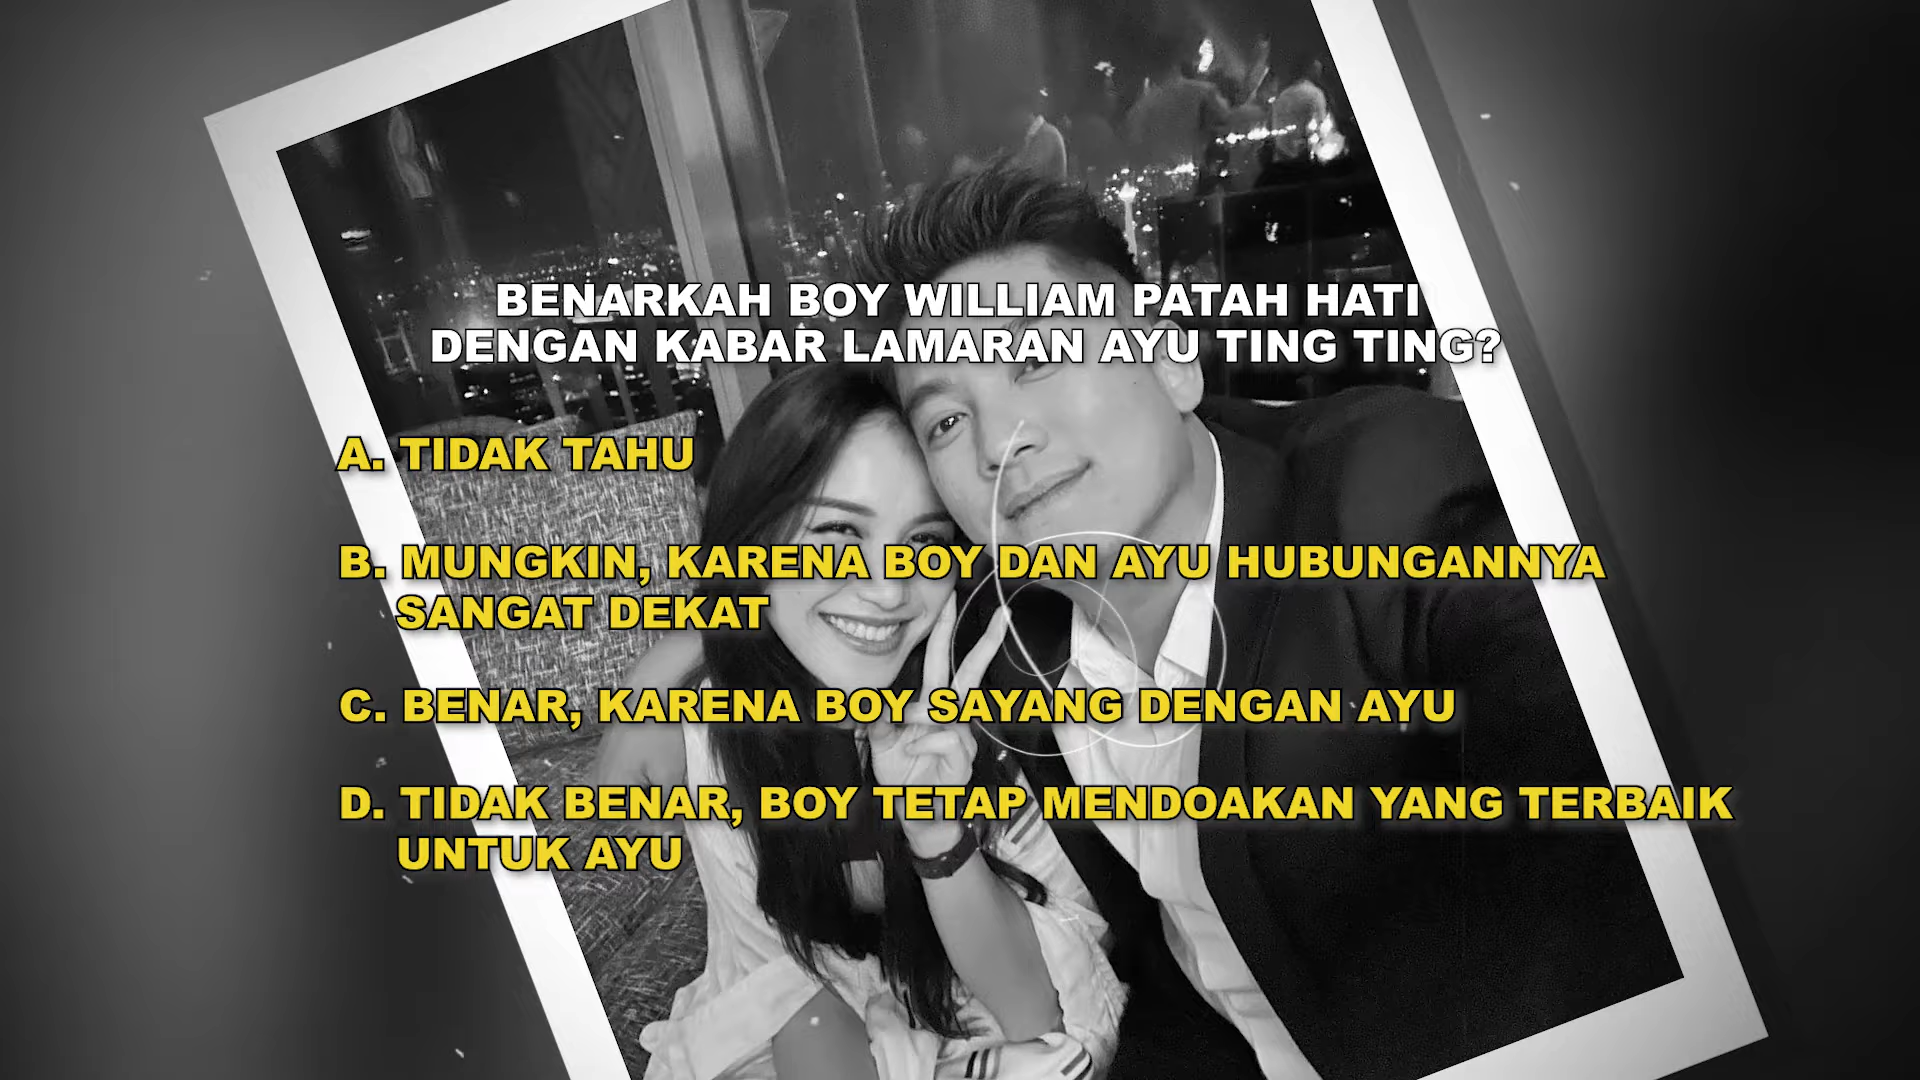 BENARKAH BOY WILLIAM PATAH HATI
DENGAN KABAR LAMARAN AYU TING TING?
A. TIDAK TAHU
B. MUNGKIN, KARENA BOY DAN AYU HUBUNGANNYA
SANGAT DEKAT
C. BENAR, KARENA BOY SAYANG DENGAN AYU
D. TIDAK BENAR, BOY TETAP MENDOAKAN YANG TERBAIK
UNTUK AYU